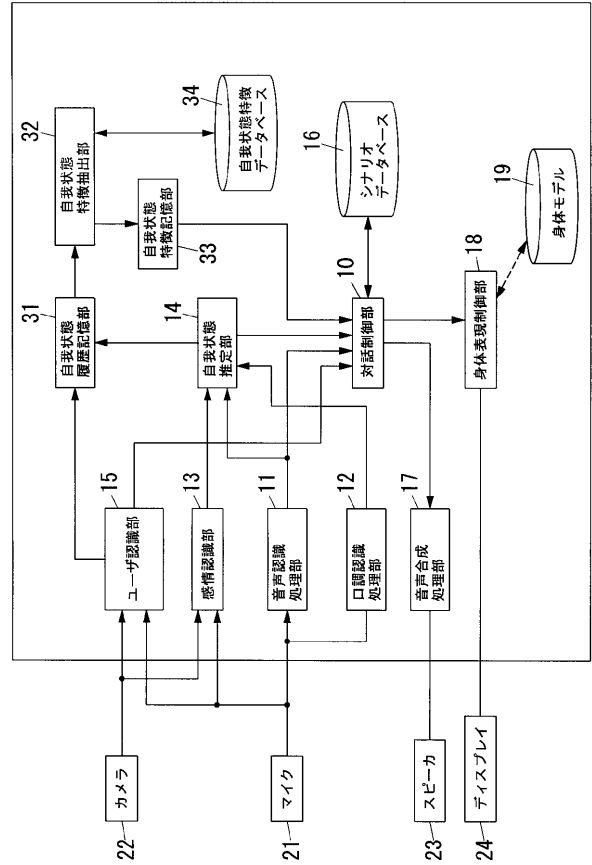 カメラ
22
マイク
21
スピーカ
23
ディスプレイ
24
ユーザ認識部
15
感情認識部
13
音声認識
処理部
11
口調認識
処理部
12
音声合成
処理部
17
自我状態
履歴記憶部
31
自我状態
推定部
14
対話制御部
10
身体表現制御部
18
自我状態
特徴抽出部
32
自我状態
特徴記憶部
33
自我状態特徴
データベース
34
シナリオ
データベース
16
身体モデル
19